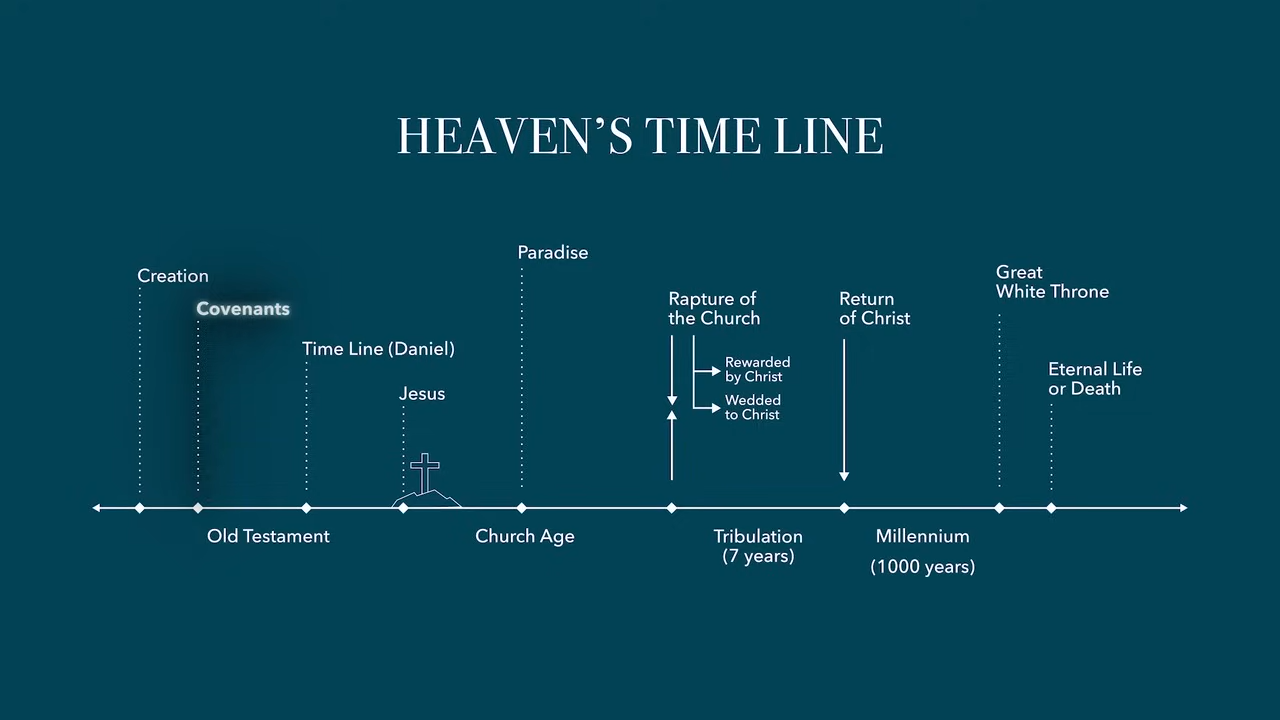 HEAVEN'S TIME LINE
Creation
Covenants
Time Line (Daniel)
Jesus
Paradise
Rapture of
the Church
Rewarded
by Christ
Wedded
to Christ
Return
of Christ
Great
White Throne
Eternal Life
or Death
Old Testament
Church Age
Tribulation
(7 years)
Millennium
(1000 years)